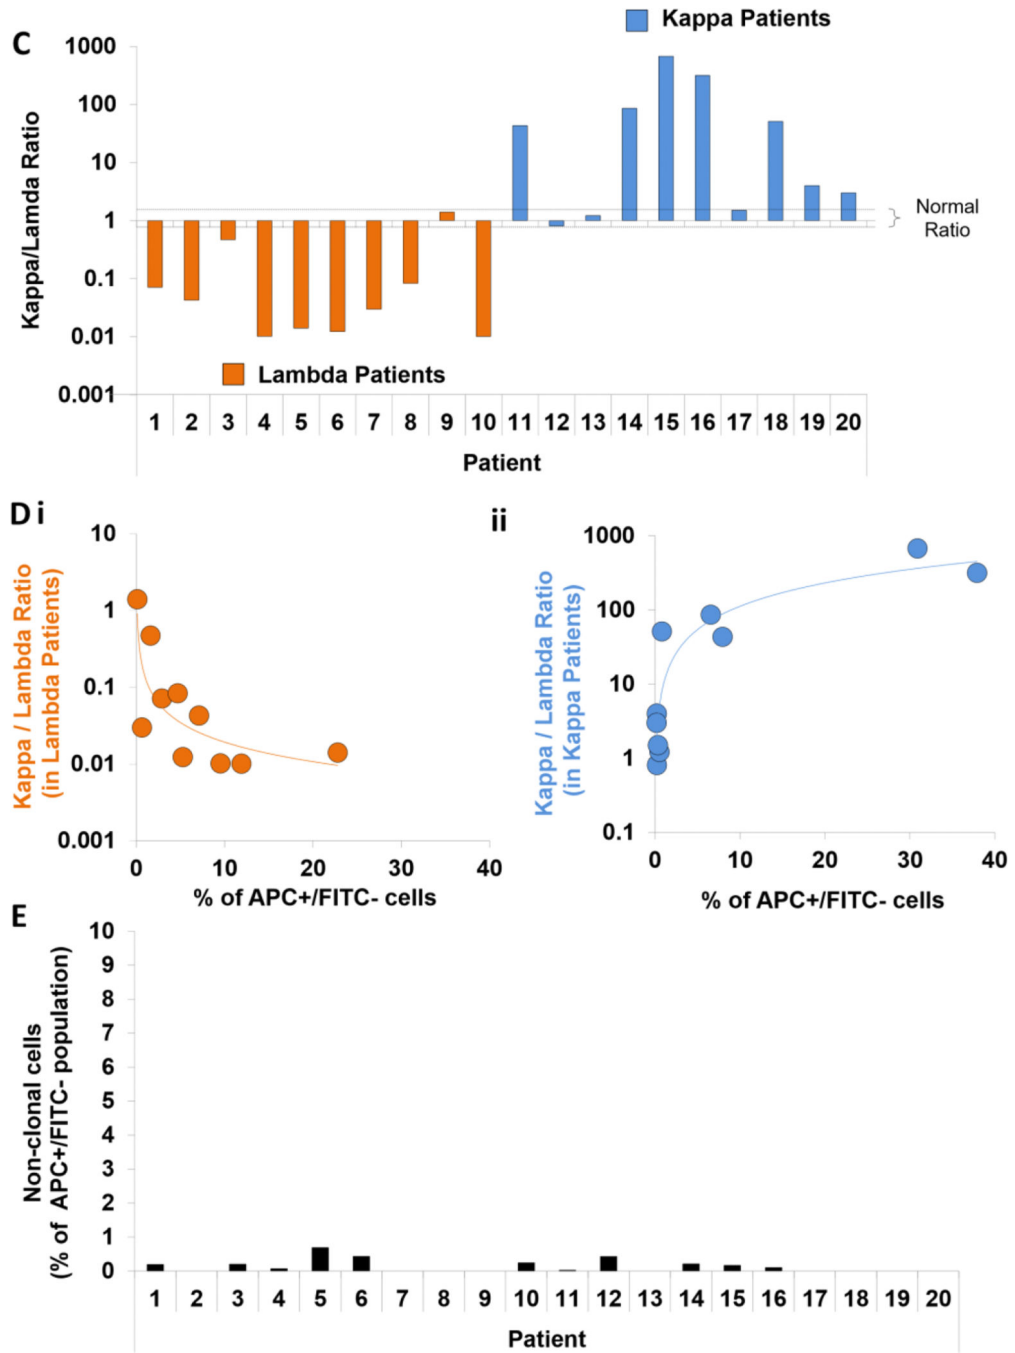 C
Kappa Patients
Kappa/Lamda Ratio
1000
100
10
1
0.1
0.01
0.001
Normal
Ratio
Lambda Patients
1 2 3 4 5 6 7 8 9 10 11 12 13 14 15 16 17 18 19 20
Patient
D i
Kappa / Lambda Ratio
(in Lambda Patients)
10
1
0.1
0.01
0.001
0 10 20 30 40
% of APC+/FITC- cells
ii
Kappa / Lambda Ratio
(in Kappa Patients)
1000
100
10
1
0.1
0 10 20 30 40
% of APC+/FITC- cells
E
Non-clonal cells
(% of APC+/FITC- population)
10
9
8
7
6
5
4
3
2
1
0
1 2 3 4 5 6 7 8 9 10 11 12 13 14 15 16 17 18 19 20
Patient